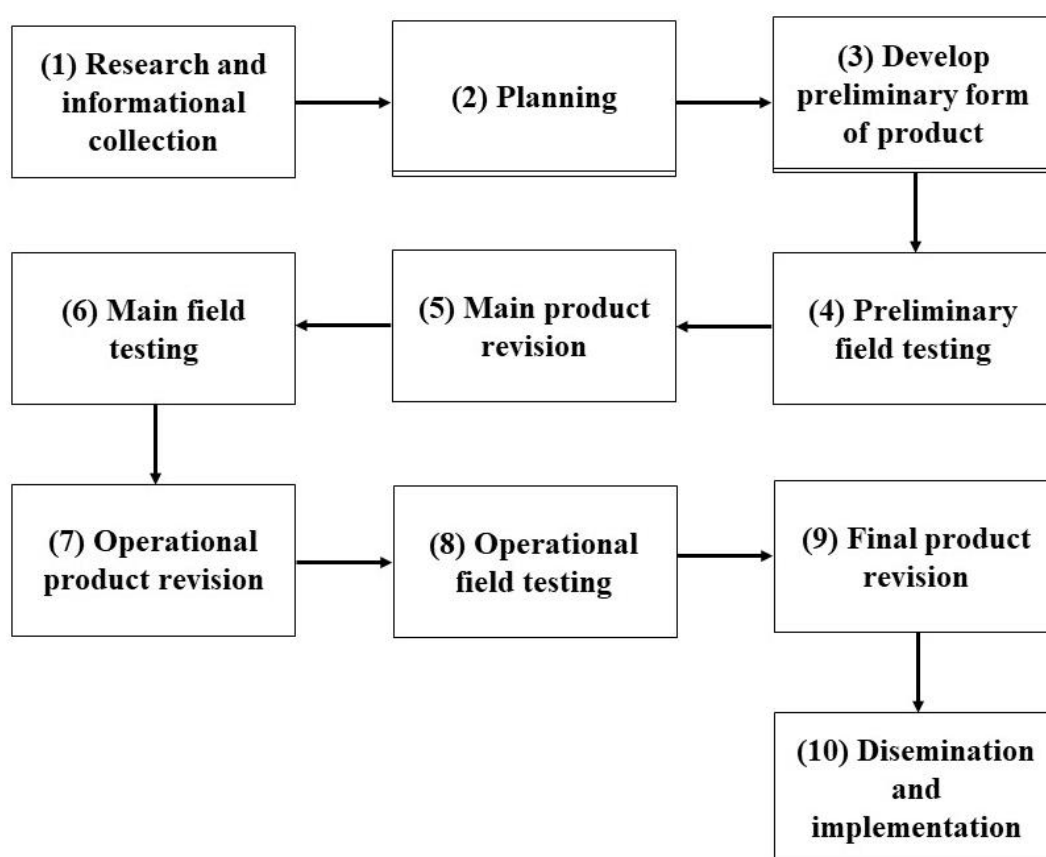 (1) Research and
informational
collection
(2) Planning
(3) Develop
preliminary form
of product
(4) Preliminary
field testing
(5) Main product
revision
(6) Main field
testing
(7) Operational
product revision
(8) Operational
field testing
(9) Final product
revision
(10) Disemination
and
implementation